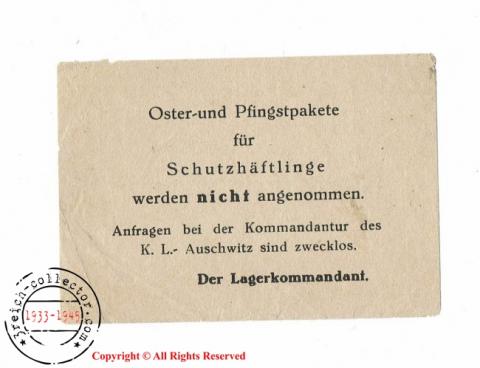 Oster-und Pfingstpakete
für
Schutzhäftlinge
werden nicht angenommen.
Anfragen bei der Kommandantur des
K. L.- Auschwitz sind zwecklos.
Der Lagerkommandant.
*3reich-collector.com*
1933-1945
Copyright © All Rights Reserved